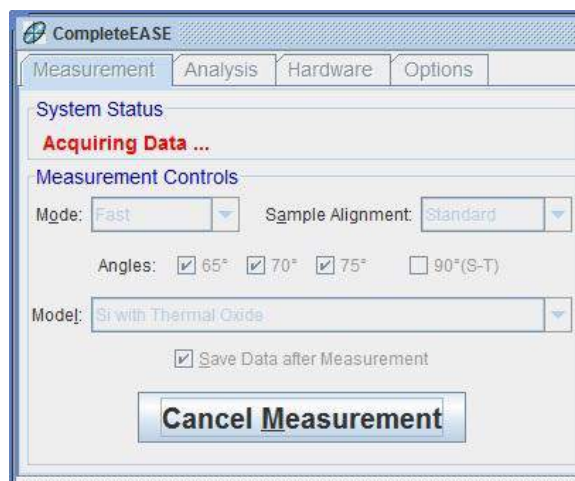 CompleteEASE
Measurement Analysis Hardware Options
System Status
Acquiring Data ...
Measurement Controls
Mode: Fast Sample Alignment: Standard
Angles: 65° 70° 75° 90°(S-T)
Model: Si with Thermal Oxide
Save Data after Measurement
Cancel Measurement